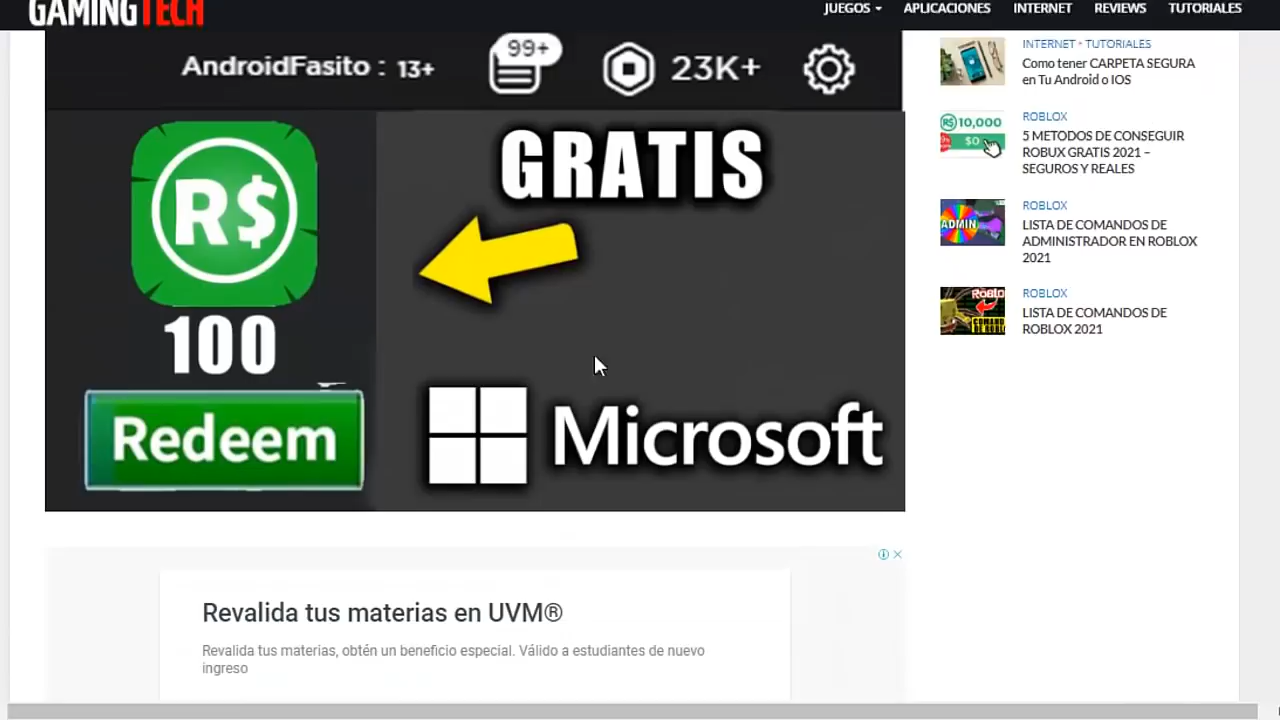 GAMINGTECH
JUEGOS
APLICACIONES
INTERNET
REVIEWS
TUTORIALES
AndroidFasito : 13+
99+
23K+
R$
100
Redeem
GRATIS
Microsoft
INTERNET • TUTORIALES
Como tener CARPETA SEGURA
en Tu Android o IOS
R$ 10,000
$0
ROBLOX
5 METODOS DE CONSEGUIR
ROBUX GRATIS 2021 –
SEGUROS Y REALES
ADMIN
ROBLOX
LISTA DE COMANDOS DE
ADMINISTRADOR EN ROBLOX
2021
ROBLOX
LISTA DE COMANDOS DE
ROBLOX 2021
Revalida tus materias en UVM®
Revalida tus materias, obtén un beneficio especial. Válido a estudiantes de nuevo
ingreso